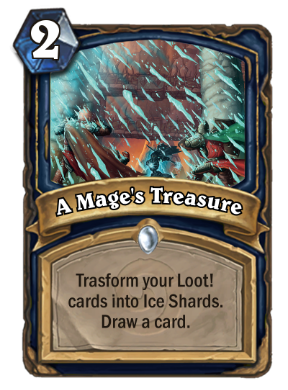 2
A Mage's Treasure
Trasform your Loot!
cards into Ice Shards.
Draw a card.